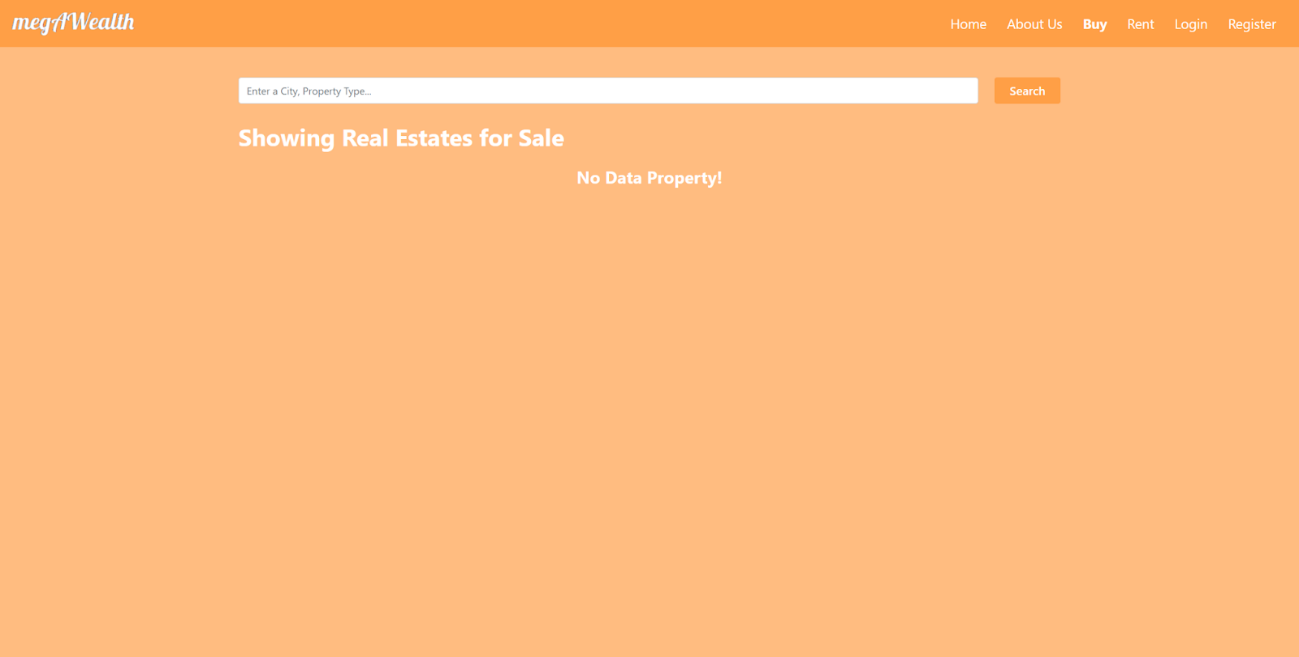 megAWealth
Home About Us Buy Rent Login Register
Enter a City, Property Type...
Search
Showing Real Estates for Sale
No Data Property!